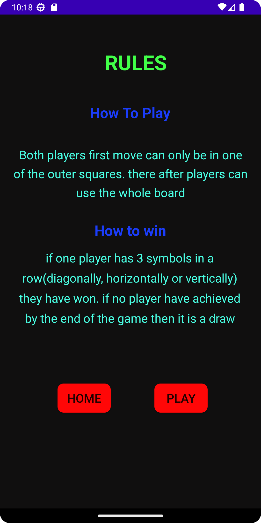 10:18
RULES
How To Play
Both players first move can only be in one
of the outer squares. there after players can
use the whole board
How to win
if one player has 3 symbols in a
row(diagonally, horizontally or vertically)
they have won. if no player have achieved
by the end of the game then it is a draw
HOME
PLAY